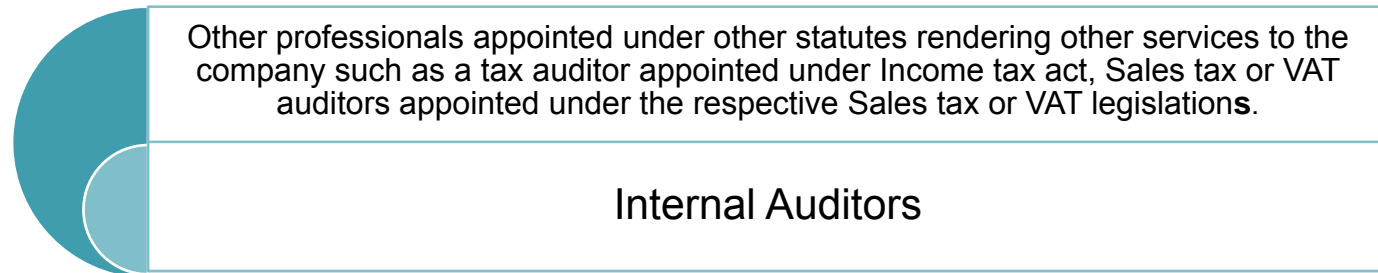 Other professionals appointed under other statutes rendering other services to the
company such as a tax auditor appointed under Income tax act, Sales tax or VAT
auditors appointed under the respective Sales tax or VAT legislations.
Internal Auditors